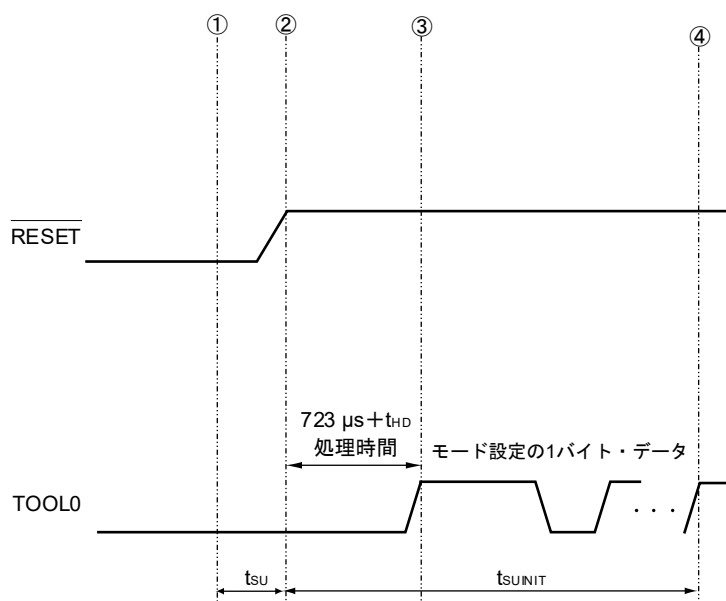 ① ② ③ ④
RESET
723 µs＋tHD
処理時間
モード設定の1バイト・データ
TOOL0
・・・
tSU
tSUINIT